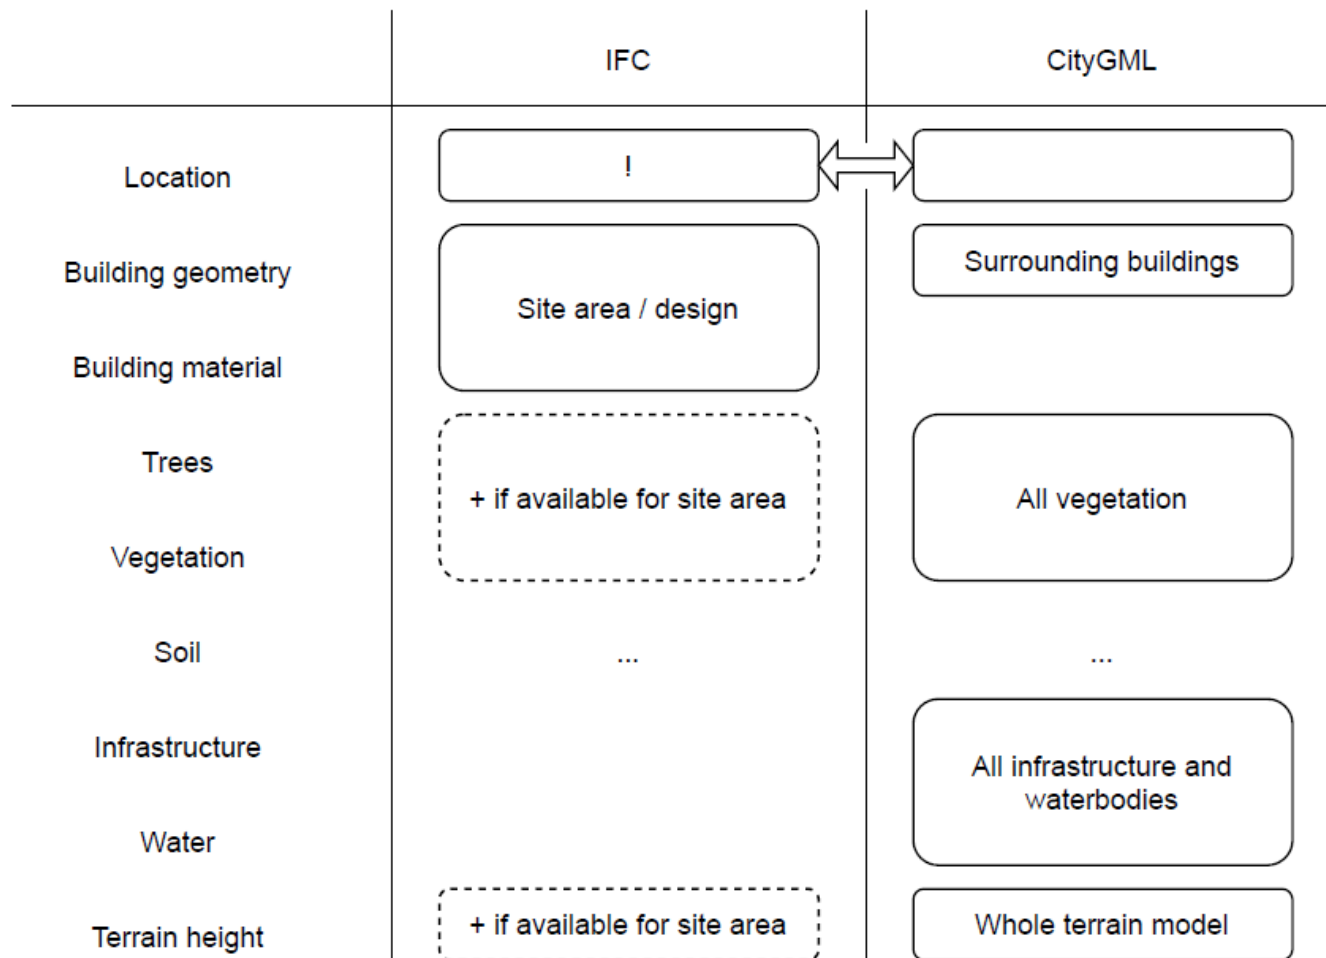 IFC
CityGML
Location
!
Building geometry
Surrounding buildings
Site area / design
Building material
Trees
+ if available for site area
All vegetation
Vegetation
Soil
...
...
Infrastructure
All infrastructure and
waterbodies
Water
Terrain height
+ if available for site area
Whole terrain model